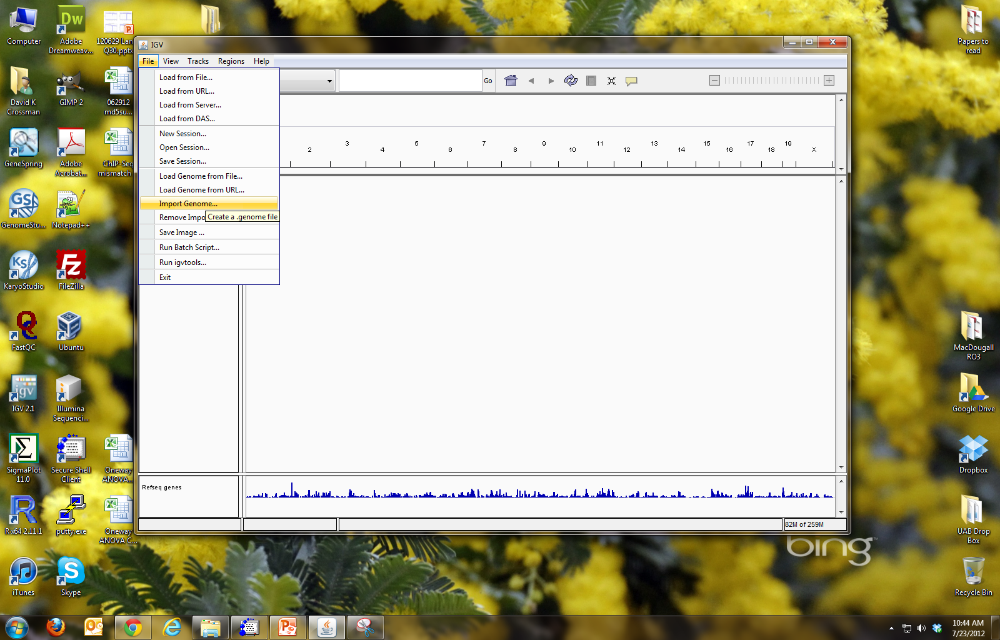 Computer
Adobe
Dreamweav...
120629 Lan
Q30.pptx
Papers to
read
IGV
File View Tracks Regions Help
Load from File...
Load from URL...
Load from Server...
Load from DAS...
New Session...
Open Session...
Save Session...
Load Genome from File...
Load Genome from URL...
Import Genome...
Remove Impo
Create a .genome file
Save Image ...
Run Batch Script...
Run igvtools...
Exit
Go
2 3 4 5 6 7 8 9 10 11 12 13 14 15 16 17 18 19 X
Refseq genes
82M of 259M
David K
Crossman
GIMP 2
062912
md5su...
GeneSpring
Adobe
Acrobat...
ChIP-Seq
mismatch
GenomeStu...
Notepad++
KaryoStudio
FileZilla
FastQC
Ubuntu
IGV 2.1
Illumina
Sequenci...
SigmaPlot
11.0
Secure Shell
Client
Oneway
ANOVA...
R x64 2.11.1
putty.exe
Oneway
ANOVA C...
iTunes
Skype
MacDougall
RO3
Google Drive
Dropbox
UAB Drop
Box
Recycle Bin
bing
10:44 AM
7/23/2012